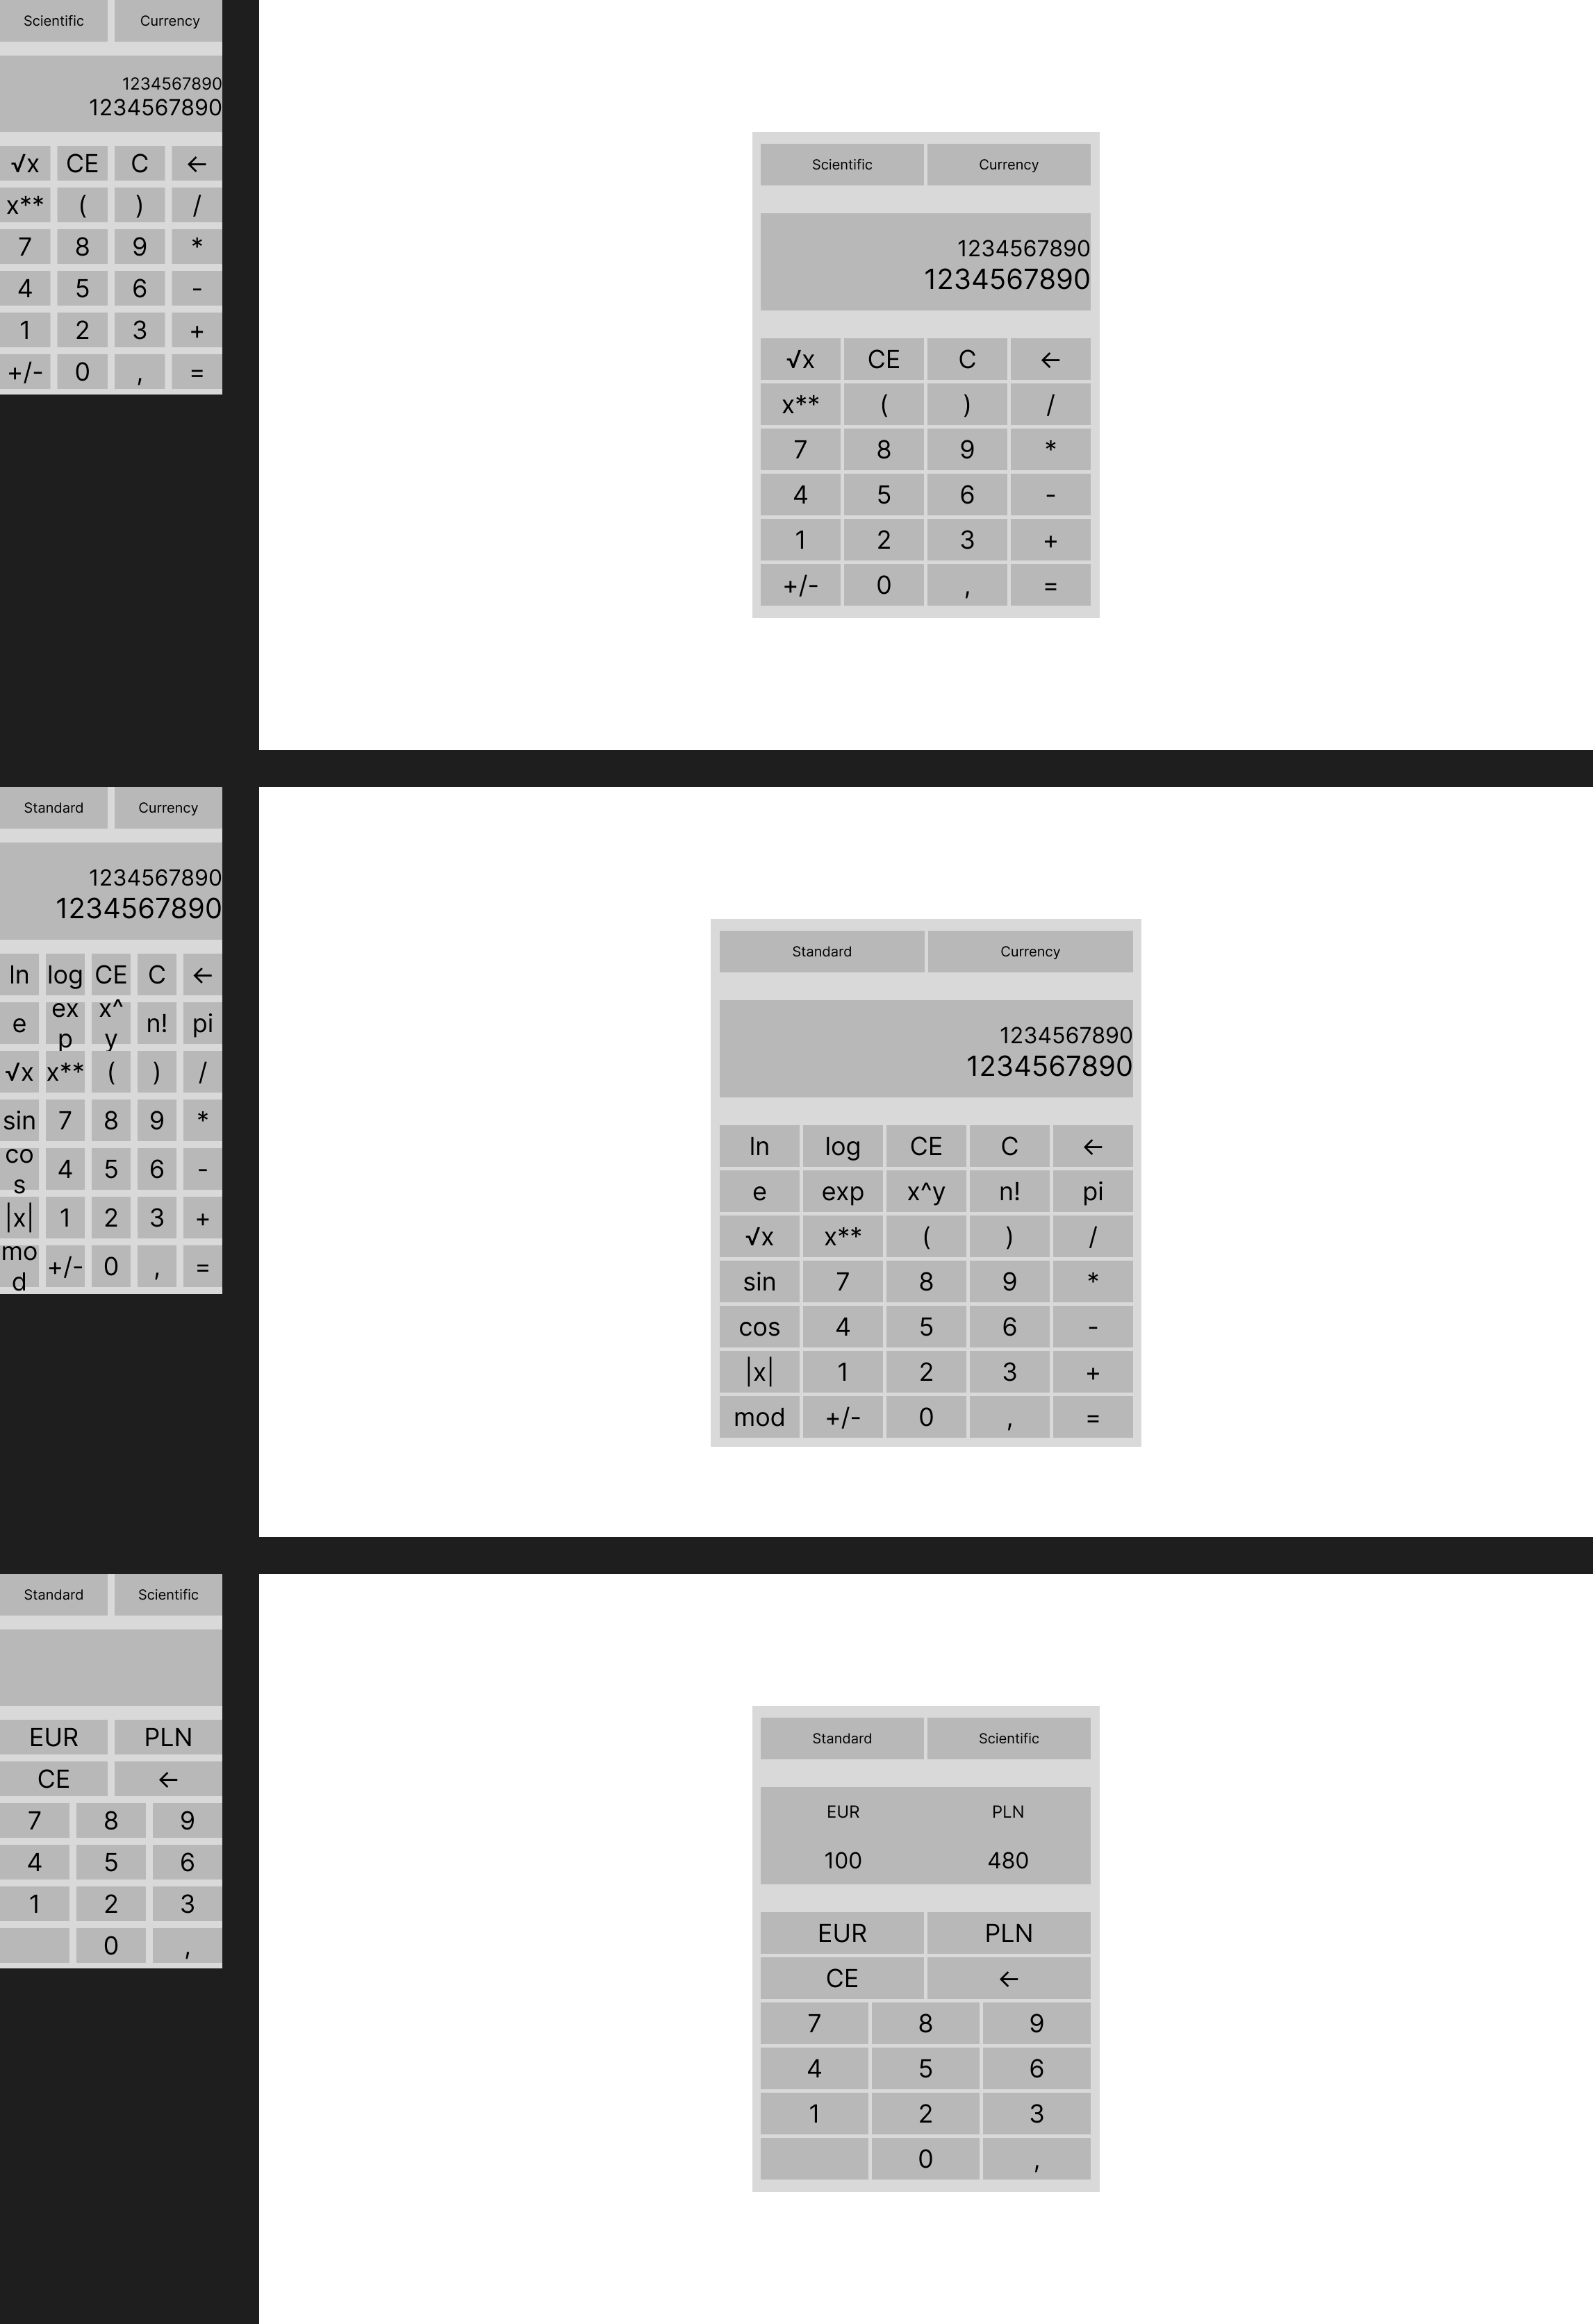 Scientific Currency
1234567890
1234567890
√x CE C ←
x** ( ) /
7 8 9 *
4 5 6 -
1 2 3 +
+/- 0 , =
Scientific Currency
1234567890
1234567890
√x CE C ←
x** ( ) /
7 8 9 *
4 5 6 -
1 2 3 +
+/- 0 , =
Standard Currency
1234567890
1234567890
ln log CE C ←
e exp x^y n! pi
√x x** ( ) /
sin 7 8 9 *
cos 4 5 6 -
|x| 1 2 3 +
mod +/- 0 , =
Standard Currency
1234567890
1234567890
ln log CE C ←
e exp x^y n! pi
√x x** ( ) /
sin 7 8 9 *
cos 4 5 6 -
|x| 1 2 3 +
mod +/- 0 , =
Standard Scientific
EUR PLN
CE ←
7 8 9
4 5 6
1 2 3
0 ,
Standard Scientific
EUR PLN
100 480
EUR PLN
CE ←
7 8 9
4 5 6
1 2 3
0 ,